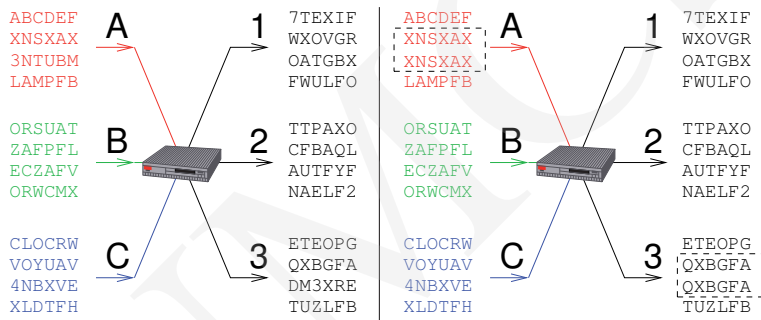 ABCDEF
XNSXAX
3NTUBM
LAMPFB
A
1
7TEXIF
WXOVGR
OATGBX
FWULFO
ORSUAT
ZAFPFL
ECZAFV
ORWCMX
B
2
TTPAXO
CFBAQL
AUTFYF
NAELF2
CLOCRW
VOYUAV
4NBXVE
XLDTFH
C
3
ETEOPG
QXBGFA
DM3XRE
TUZLFB
ABCDEF
XNSXAX
XNSXAX
LAMPFB
A
1
7TEXIF
WXOVGR
OATGBX
FWULFO
ORSUAT
ZAFPFL
ECZAFV
ORWCMX
B
2
TTPAXO
CFBAQL
AUTFYF
NAELF2
CLOCRW
VOYUAV
4NBXVE
XLDTFH
C
3
ETEOPG
QXBGFA
QXBGFA
TUZLFB